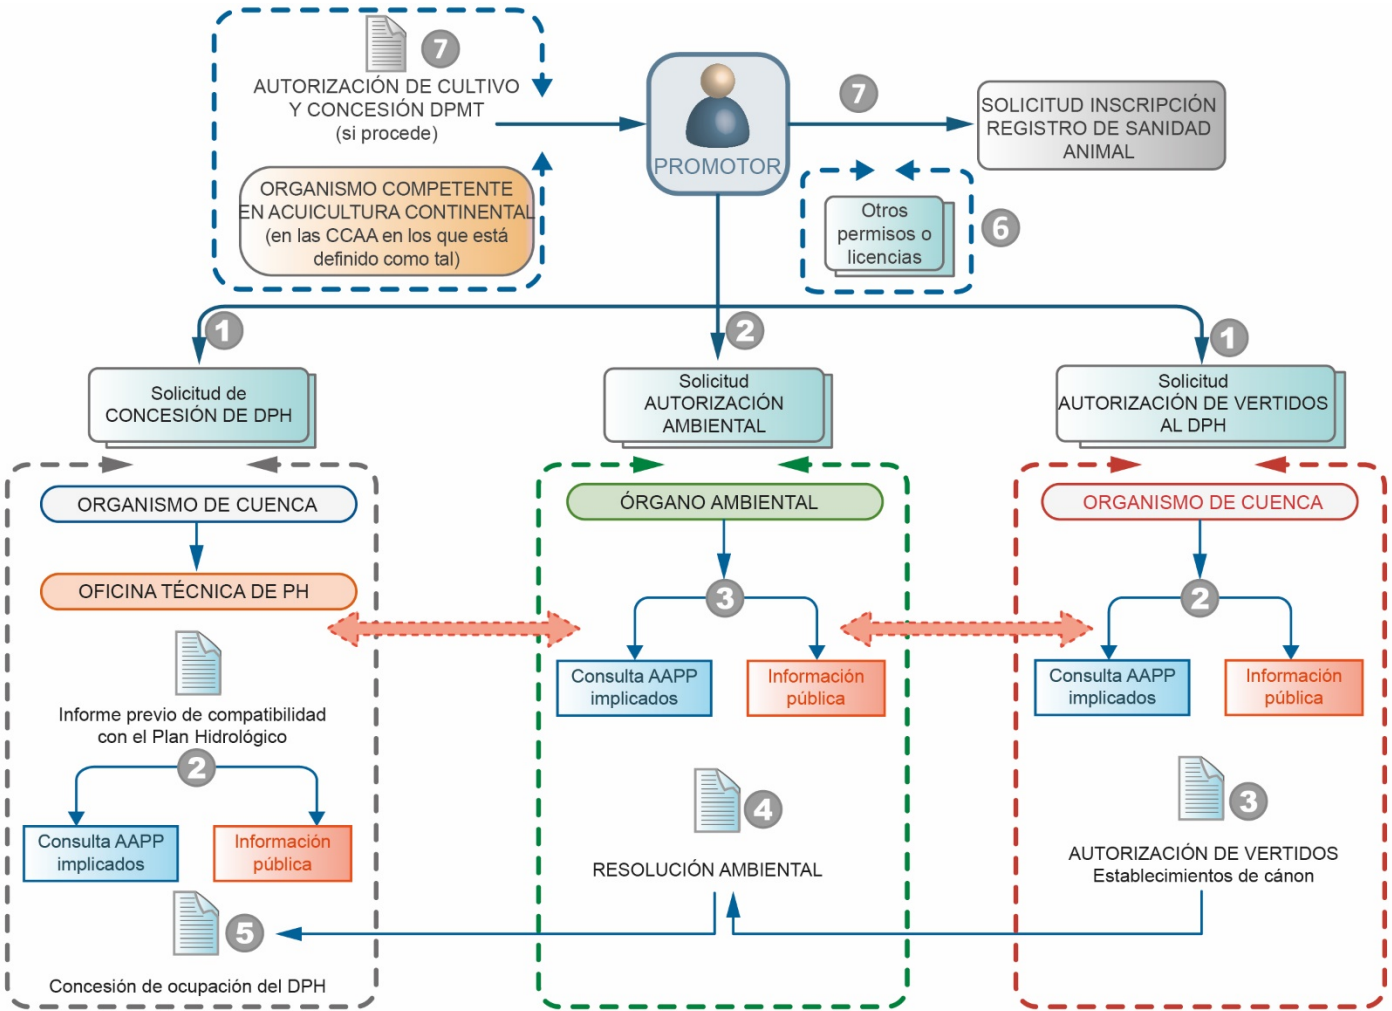 7
AUTORIZACIÓN DE CULTIVO
Y CONCESIÓN DPMT
(si procede)
ORGANISMO COMPETENTE
EN ACUICULTURA CONTINENTAL
(en las CCAA en los que está
definido como tal)
PROMOTOR
7
SOLICITUD INSCRIPCIÓN
REGISTRO DE SANIDAD
ANIMAL
Otros
permisos o
licencias
6
1
2
1
Solicitud de
CONCESIÓN DE DPH
Solicitud
AUTORIZACIÓN
AMBIENTAL
Solicitud
AUTORIZACIÓN DE VERTIDOS
AL DPH
ORGANISMO DE CUENCA
OFICINA TÉCNICA DE PH
Informe previo de compatibilidad
con el Plan Hidrológico
2
Consulta AAPP
implicados
Información
pública
5
Concesión de ocupación del DPH
ÓRGANO AMBIENTAL
3
Consulta AAPP
implicados
Información
pública
4
RESOLUCIÓN AMBIENTAL
ORGANISMO DE CUENCA
2
Consulta AAPP
implicados
Información
pública
3
AUTORIZACIÓN DE VERTIDOS
Establecimientos de cánon